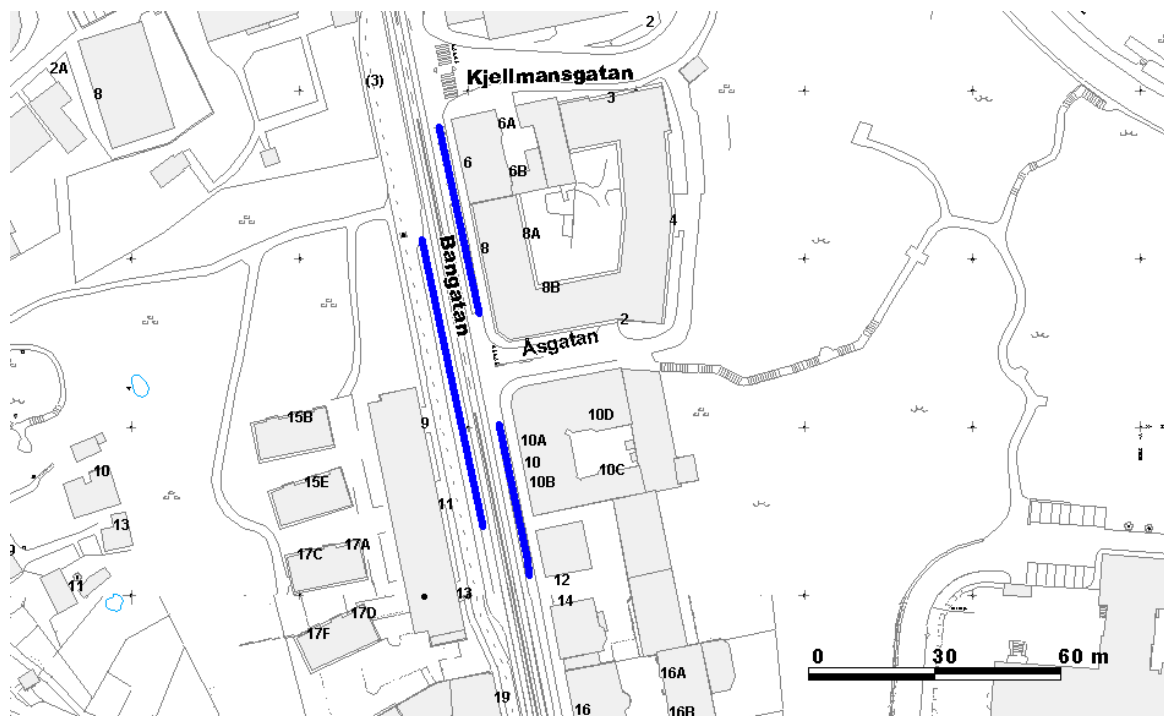 2
Kjellmansgatan
2A
(3)
8
3
6A
6
6B
4
8A
8
Bangatan
8B
2
Åsgatan
15B
9
10D
10A
10
10C
10
15E
10B
11
13
17C
17A
12
11
13
14
17D
17F
0
30
60 m
16A
19
16
16B